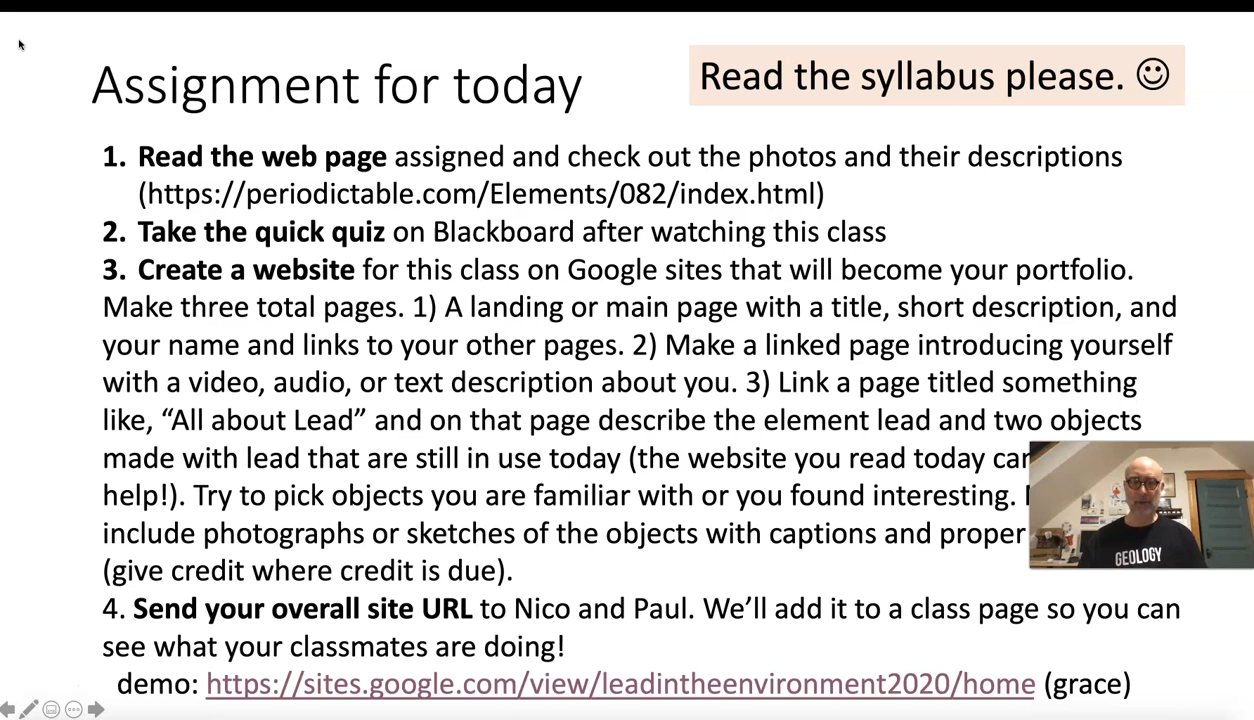 Assignment for today
Read the syllabus please. ☺
1. Read the web page assigned and check out the photos and their descriptions
(https://periodictable.com/Elements/082/index.html)
2. Take the quick quiz on Blackboard after watching this class
3. Create a website for this class on Google sites that will become your portfolio.
Make three total pages. 1) A landing or main page with a title, short description, and
your name and links to your other pages. 2) Make a linked page introducing yourself
with a video, audio, or text description about you. 3) Link a page titled something
like, “All about Lead” and on that page describe the element lead and two objects
made with lead that are still in use today (the website you read today can
help!). Try to pick objects you are familiar with or you found interesting.
include photographs or sketches of the objects with captions and proper
(give credit where credit is due).
4. Send your overall site URL to Nico and Paul. We’ll add it to a class page so you can
see what your classmates are doing!
demo: https://sites.google.com/view/leadintheenvironment2020/home (grace)
GEOLOGY